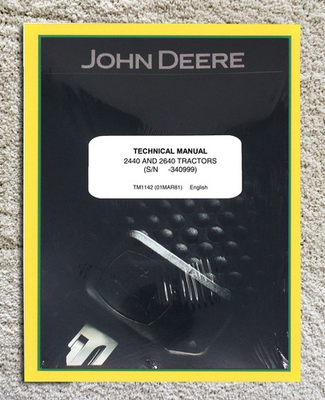 JOHN DEERE
TECHNICAL MANUAL
2440 AND 2640 TRACTORS
(S/N -340999)
TM1142 (01MAR81) English